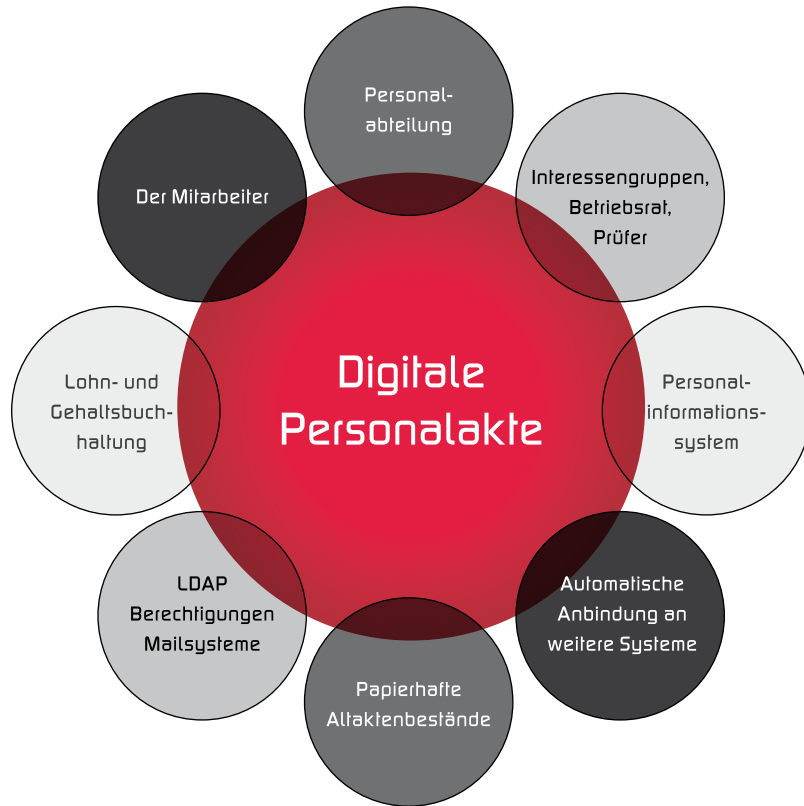 Personal-
abteilung
Interessengruppen,
Betriebsrat,
Prüfer
Der Mitarbeiter
Digitale
Personalakte
Lohn- und
Gehaltsbuch-
haltung
Personal-
informations-
system
LDAP
Berechtigungen
Mailsysteme
Automatische
Anbindung an
weitere Systeme
Papierhafte
Altaktenbestände